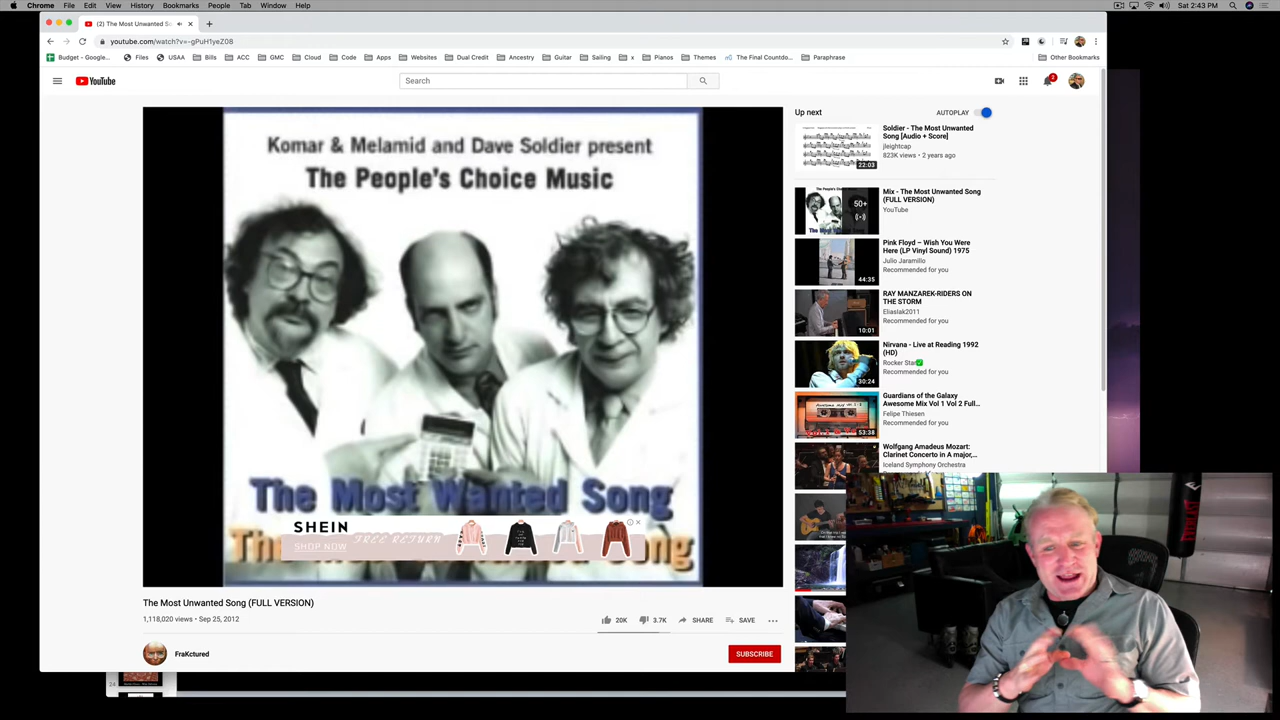 Chrome File Edit View History Bookmarks People Tab Window Help Sat 2:43 PM
(2) The Most Unwanted So
youtube.com/watch?v=-gPuH1yeZ08
Budget - Google... Files USAA Bills ACC GMC Cloud Code Apps Websites Dual Credit Ancestry Guitar Sailing x Pianos Themes The Final Countdo... Paraphrase Other Bookmarks
YouTube
Search
2
Komar & Melamid and Dave Soldier present
The People's Choice Music
The Most Wanted Song
SHEIN
SHOP NOW
FREE RETURN
The Most Unwanted Song (FULL VERSION)
1,118,020 views • Sep 25, 2012
20K 3.7K SHARE SAVE
FraKctured
SUBSCRIBE
Up next AUTOPLAY
Soldier - The Most Unwanted
Song [Audio + Score]
jleightcap
823K views • 2 years ago
22:03
Mix - The Most Unwanted Song
(FULL VERSION)
YouTube
50+
Pink Floyd – Wish You Were
Here (LP Vinyl Sound) 1975
Julio Jaramillo
Recommended for you
44:35
RAY MANZAREK-RIDERS ON
THE STORM
Eliaslak2011
Recommended for you
10:01
Nirvana - Live at Reading 1992
(HD)
Rocker Star
Recommended for you
30:24
Guardians of the Galaxy
Awesome Mix Vol 1 Vol 2 Full...
Felipe Thiesen
Recommended for you
53:38
Wolfgang Amadeus Mozart:
Clarinet Concerto in A major,...
Iceland Symphony Orchestra